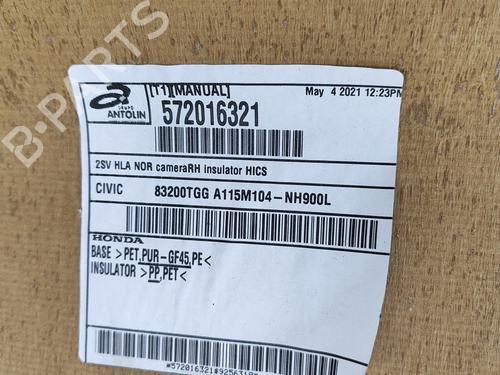 [T1][MANUAL]
May 4 2021 12:23PM
GRUPO
ANTOLIN
572016321
2SV HLA NOR cameraRH insulator HICS
CIVIC 83200TGG A115M104-NH900L
HONDA
BASE >PET,PUR-GF45,PE<
INSULATOR >PP,PET<
B-PARTS